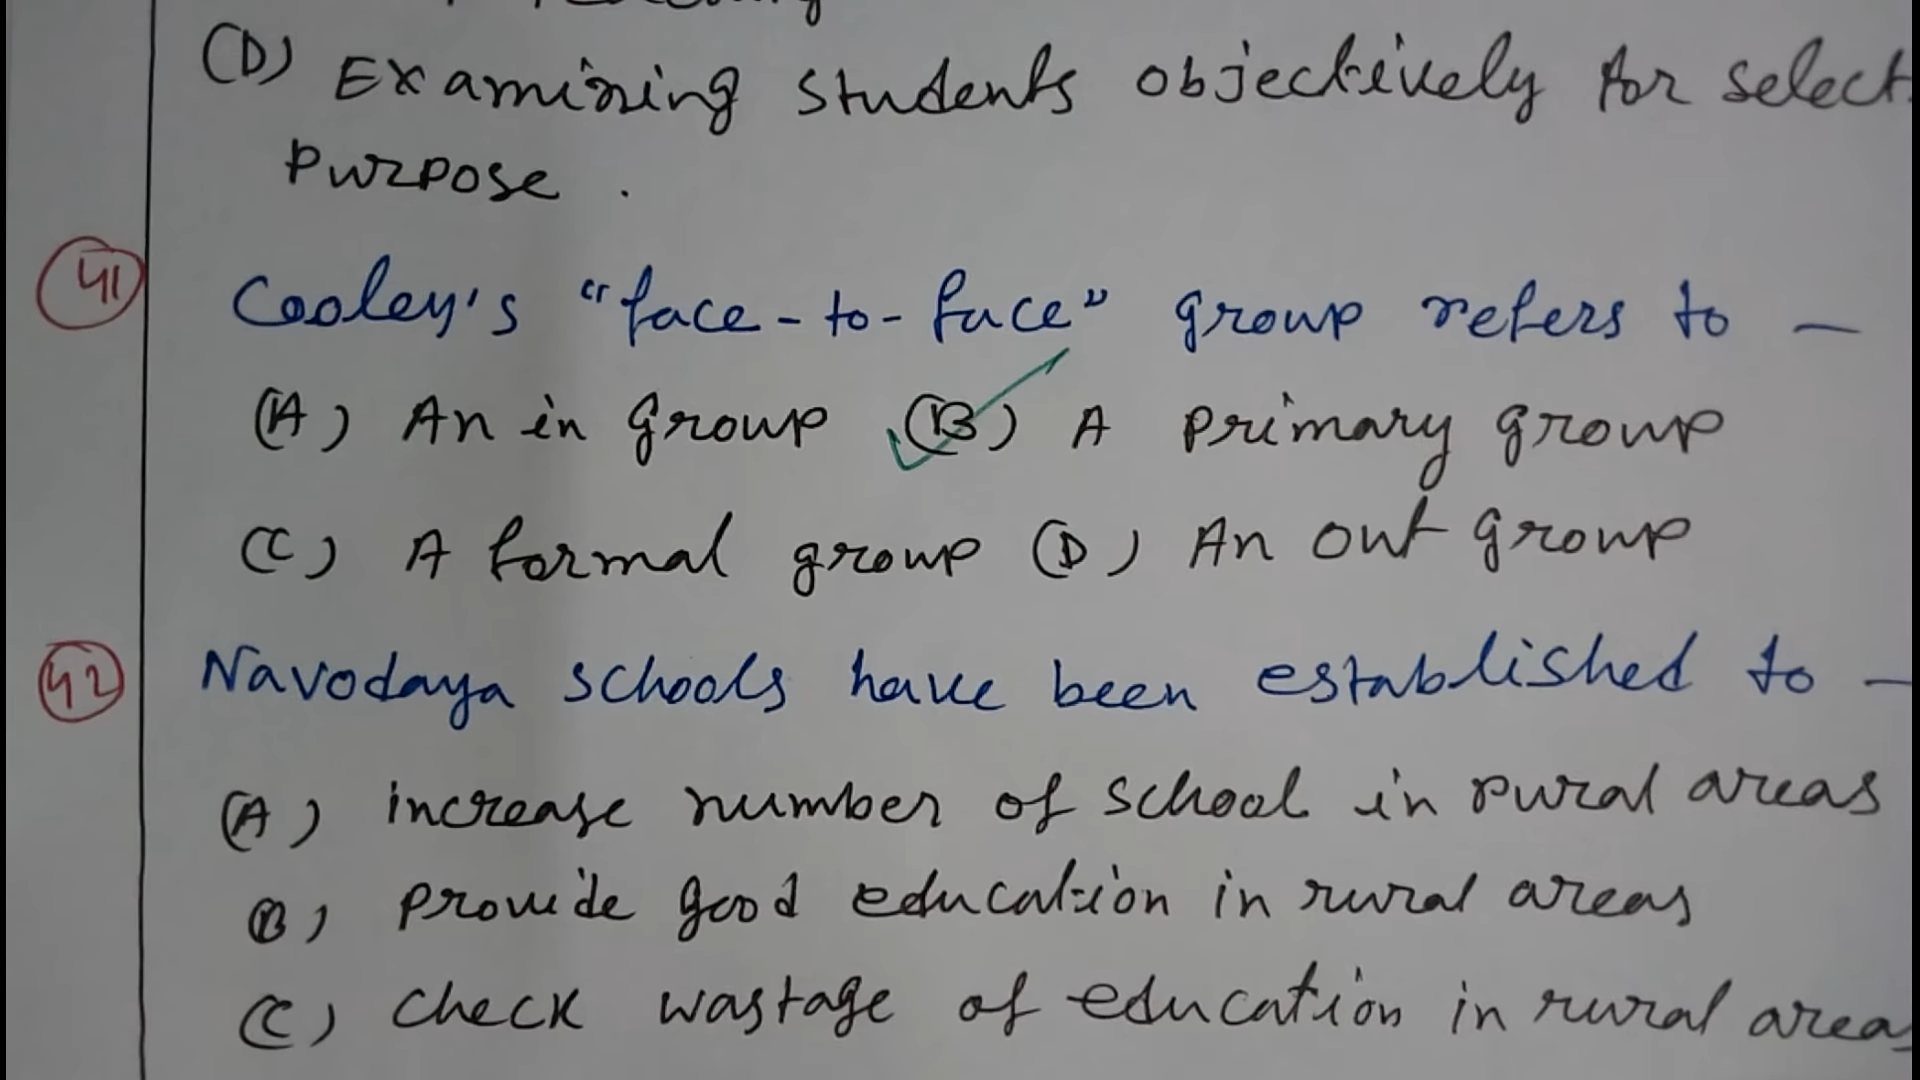 (D) Examining students objectively for select
purpose.
41 Cooley's "face-to-face" group refers to —
(A) An in group (B) A primary group
(C) A formal group (D) An out group
42 Navodaya schools have been established to —
(A) increase number of school in rural areas
(B) provide good education in rural areas
(C) check wastage of education in rural areas